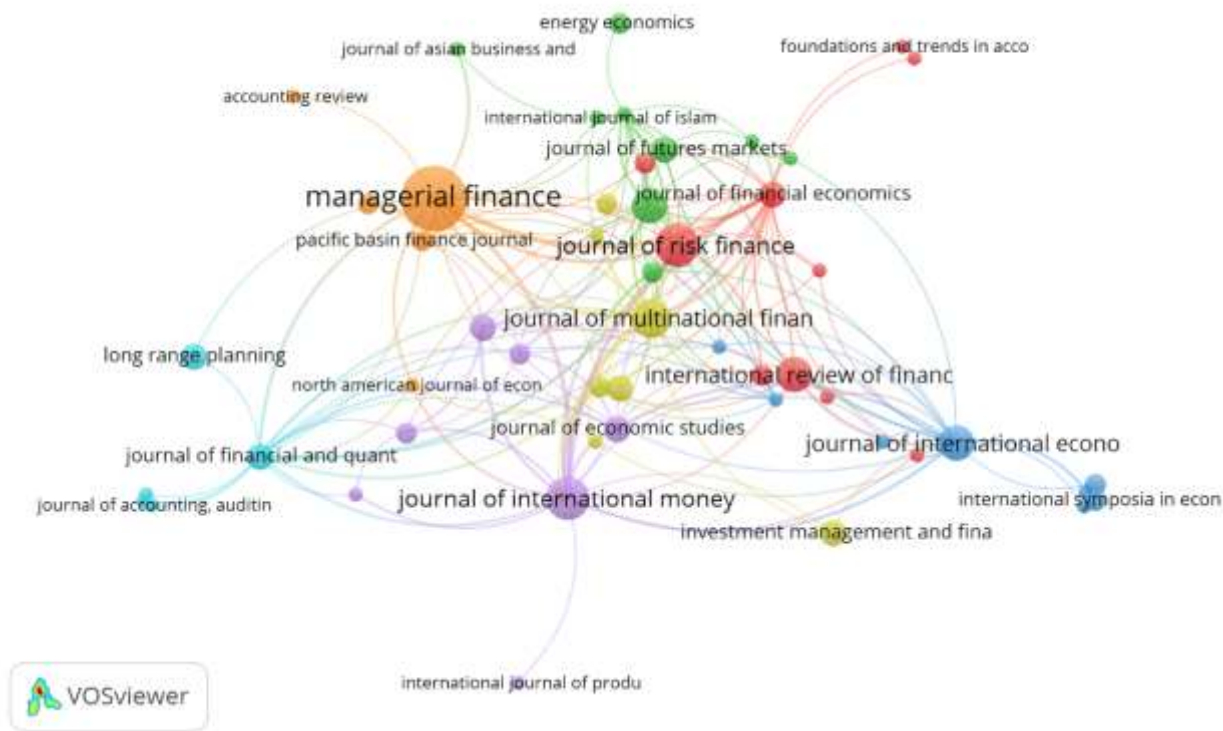 energy economics
journal of asian business and
foundations and trends in acco
accounting review
international journal of islam
journal of futures markets
managerial finance
journal of financial economics
pacific basin finance journal
journal of risk finance
journal of multinational finan
long range planning
north american journal of econ
international review of financ
journal of economic studies
journal of international econo
journal of financial and quant
journal of accounting, auditin
journal of international money
international symposia in econ
investment management and fina
international journal of produ
VOSviewer